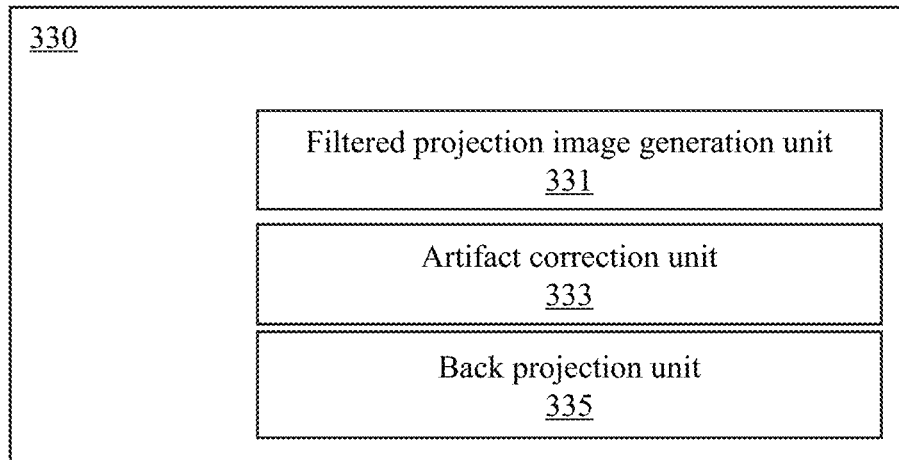 330
Filtered projection image generation unit
331
Artifact correction unit
333
Back projection unit
335